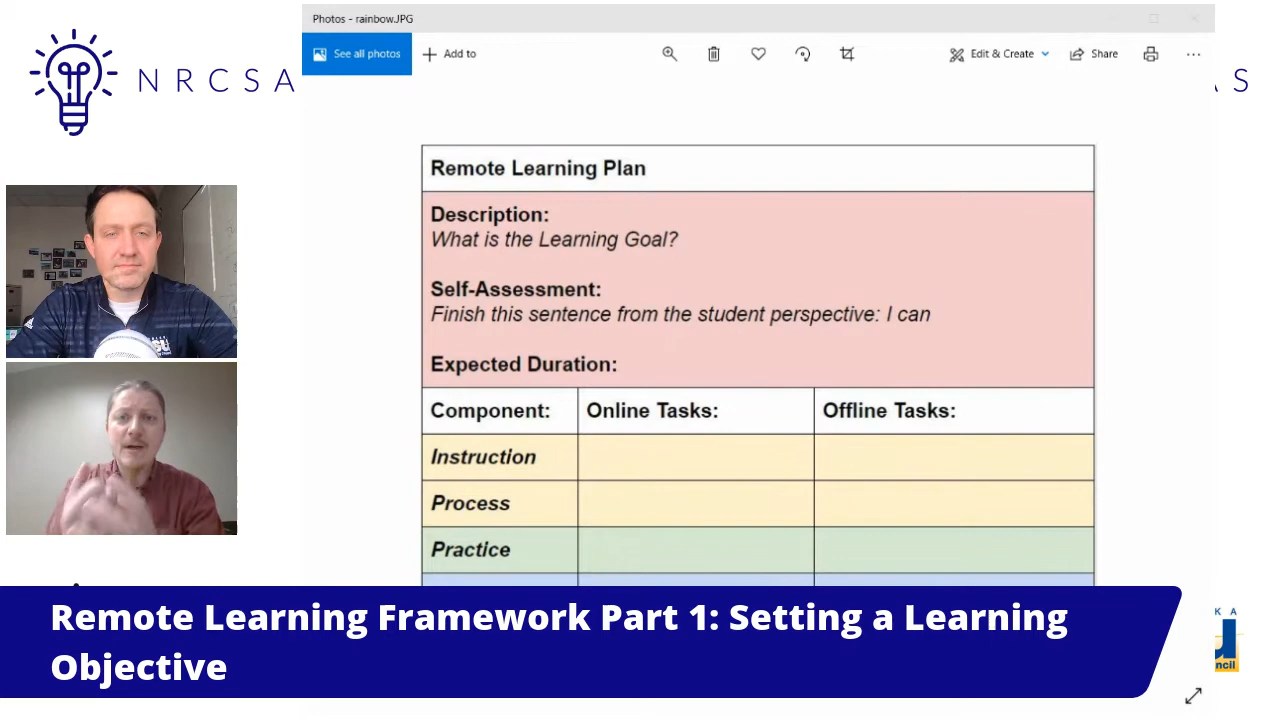 NRCSA
Photos - rainbow.JPG
See all photos
Add to
Edit & Create
Share
Remote Learning Plan
Description:
What is the Learning Goal?
Self-Assessment:
Finish this sentence from the student perspective: I can
Expected Duration:
Component:
Online Tasks:
Offline Tasks:
Instruction
Process
Practice
Remote Learning Framework Part 1: Setting a Learning
Objective